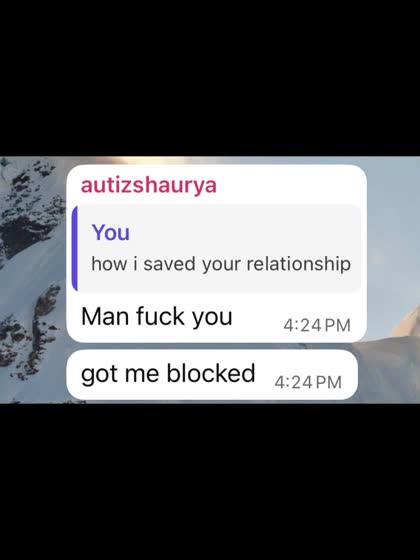 autizshaurya
You
how i saved your relationship
Man fuck you 4:24 PM
got me blocked 4:24 PM